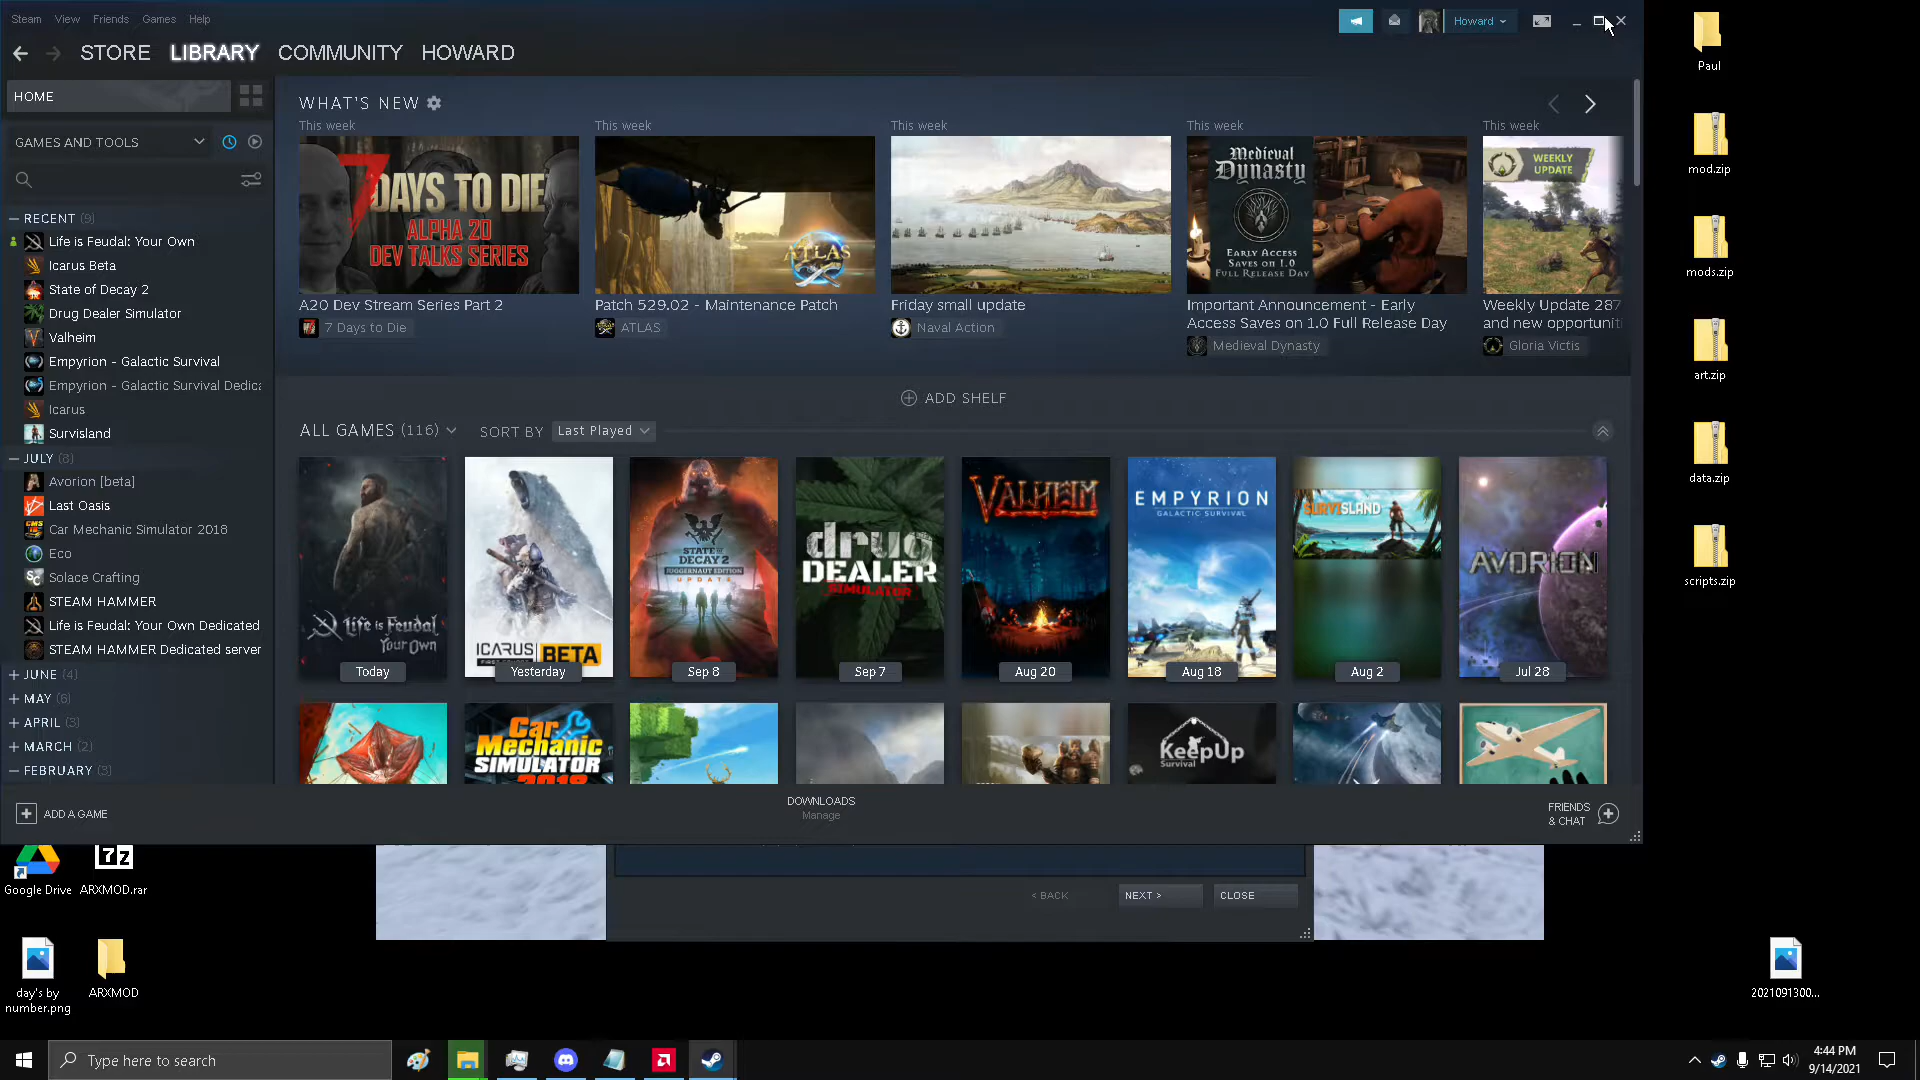 Steam View Friends Games Help
Howard
STORE LIBRARY COMMUNITY HOWARD
HOME
GAMES AND TOOLS
RECENT (9)
Life is Feudal: Your Own
Icarus Beta
State of Decay 2
Drug Dealer Simulator
Valheim
Empyrion - Galactic Survival
Empyrion - Galactic Survival Dedica
Icarus
Survisland
JULY (8)
Avorion [beta]
Last Oasis
Car Mechanic Simulator 2018
Eco
Solace Crafting
STEAM HAMMER
Life is Feudal: Your Own Dedicated
STEAM HAMMER Dedicated server
JUNE (4)
MAY (6)
APRIL (3)
MARCH (2)
FEBRUARY (3)
ADD A GAME
WHAT'S NEW
This week
7 DAYS TO DIE
ALPHA 20
DEV TALKS SERIES
A20 Dev Stream Series Part 2
7 Days to Die
This week
ATLAS
Patch 529.02 - Maintenance Patch
ATLAS
This week
Friday small update
Naval Action
This week
Medieval
Dynasty
EARLY ACCESS
SAVES ON 1.0
FULL RELEASE DAY
Important Announcement - Early
Access Saves on 1.0 Full Release Day
Medieval Dynasty
This week
WEEKLY
UPDATE
Weekly Update 287
and new opportuniti
Gloria Victis
ADD SHELF
ALL GAMES (116) SORT BY Last Played
Life is Feudal
Your Own
Today
ICARUS BETA
Yesterday
STATE OF
DECAY 2
JUGGERNAUT EDITION
UPDATE
Sep 8
drug
DEALER
SIMULATOR
Sep 7
VALHEIM
Aug 20
EMPYRION
GALACTIC SURVIVAL
Aug 18
SURVISLAND
Aug 2
AVORION
Jul 28
Car
Mechanic
SIMULATOR
2018
KeepUp
Survival
DOWNLOADS
Manage
FRIENDS
& CHAT
< BACK NEXT > CLOSE
Paul
mod.zip
mods.zip
art.zip
data.zip
scripts.zip
Google Drive
7z
ARXMOD.rar
day's by
number.png
ARXMOD
2021091300...
Type here to search
4:44 PM
9/14/2021